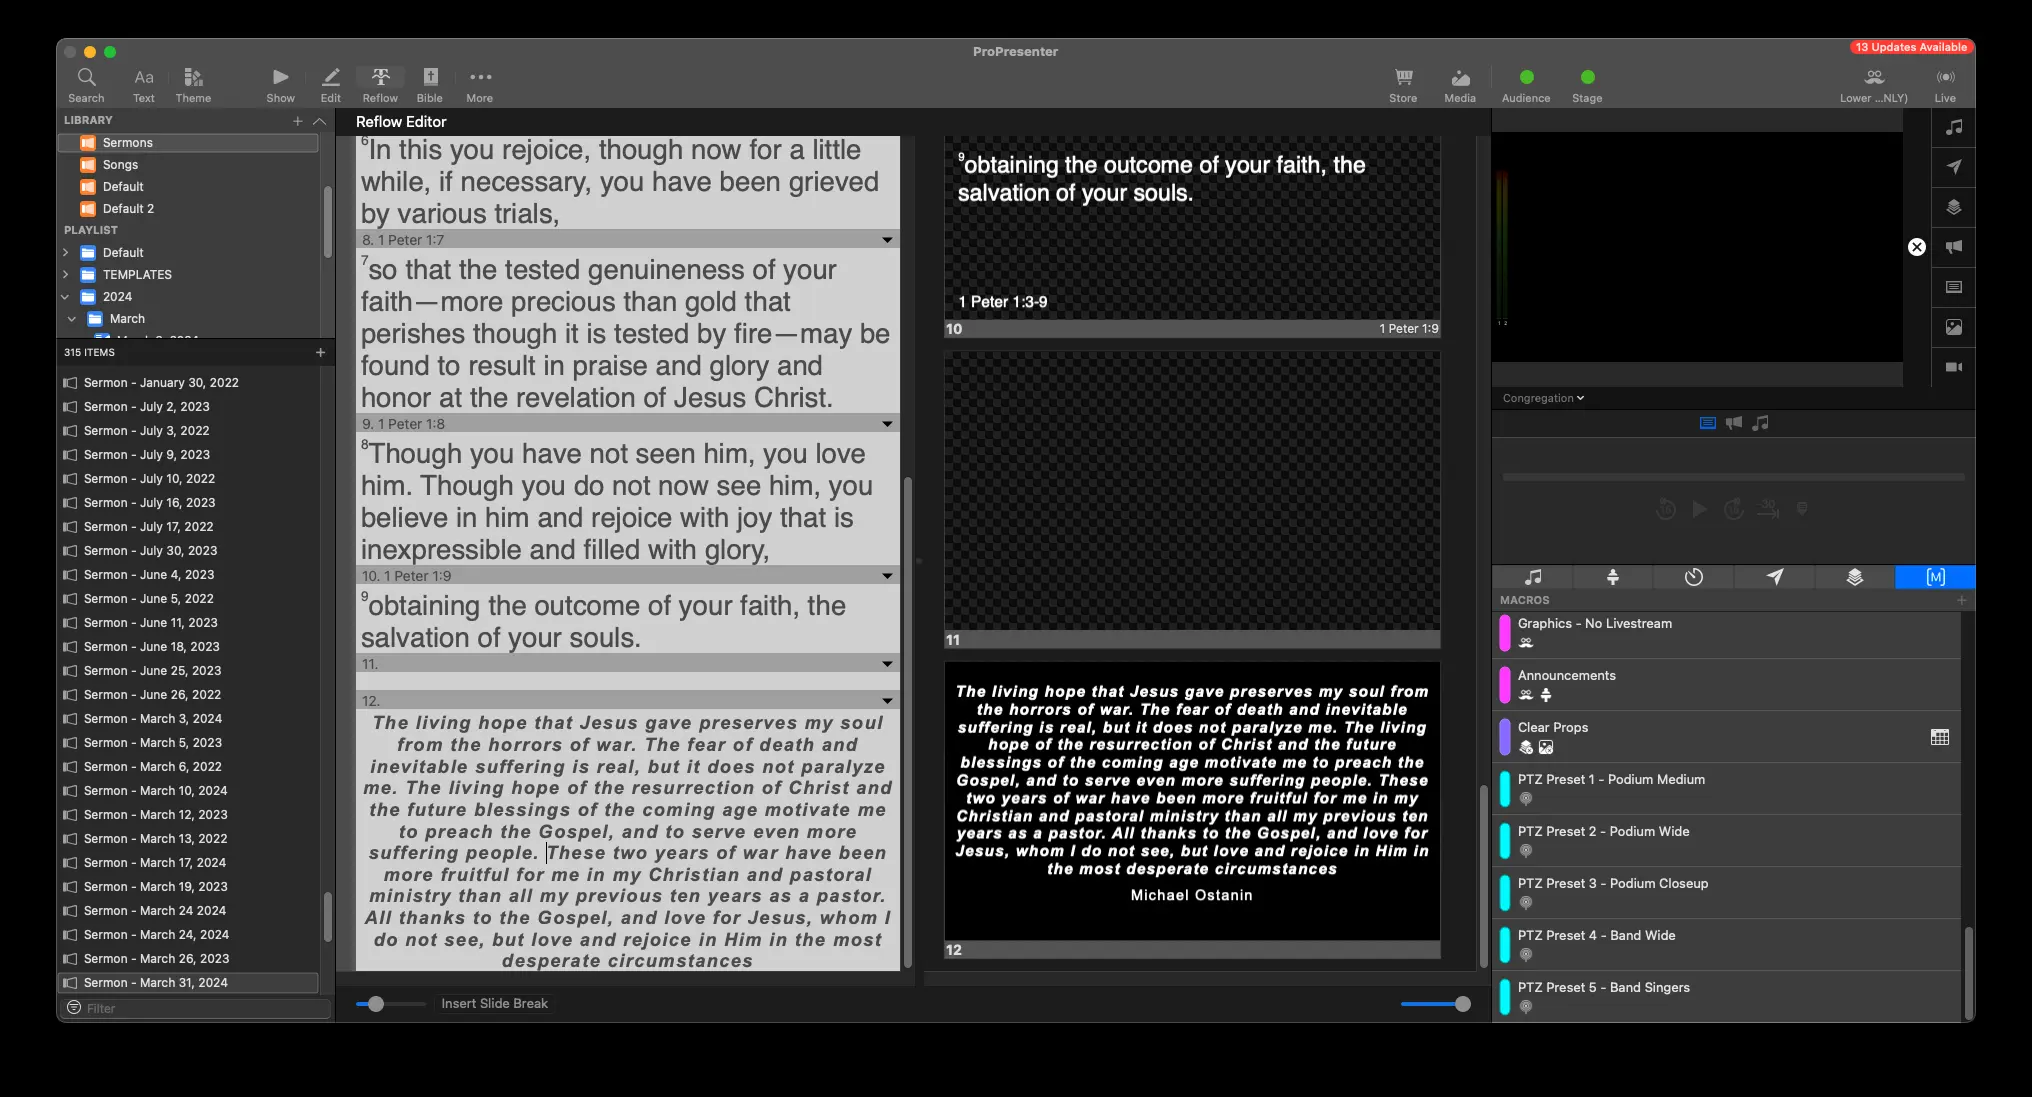 ProPresenter
13 Updates Available
Search
Text
Theme
Show
Edit
Reflow
Bible
More
Store
Media
Audience
Stage
Lower ...NLY)
Live
LIBRARY
Sermons
Songs
Default
Default 2
PLAYLIST
Default
TEMPLATES
2024
March
315 ITEMS
Sermon - January 30, 2022
Sermon - July 2, 2023
Sermon - July 3, 2022
Sermon - July 9, 2023
Sermon - July 10, 2022
Sermon - July 16, 2023
Sermon - July 17, 2022
Sermon - July 30, 2023
Sermon - June 4, 2023
Sermon - June 5, 2022
Sermon - June 11, 2023
Sermon - June 18, 2023
Sermon - June 25, 2023
Sermon - June 26, 2022
Sermon - March 3, 2024
Sermon - March 5, 2023
Sermon - March 6, 2022
Sermon - March 10, 2024
Sermon - March 12, 2023
Sermon - March 13, 2022
Sermon - March 17, 2024
Sermon - March 19, 2023
Sermon - March 24 2024
Sermon - March 24, 2024
Sermon - March 26, 2023
Sermon - March 31, 2024
Filter
Reflow Editor
6In this you rejoice, though now for a little
while, if necessary, you have been grieved
by various trials,
8. 1 Peter 1:7
7so that the tested genuineness of your
faith—more precious than gold that
perishes though it is tested by fire—may be
found to result in praise and glory and
honor at the revelation of Jesus Christ.
9. 1 Peter 1:8
8Though you have not seen him, you love
him. Though you do not now see him, you
believe in him and rejoice with joy that is
inexpressible and filled with glory,
10. 1 Peter 1:9
9obtaining the outcome of your faith, the
salvation of your souls.
11.
12.
The living hope that Jesus gave preserves my soul
from the horrors of war. The fear of death and
inevitable suffering is real, but it does not paralyze
me. The living hope of the resurrection of Christ and
the future blessings of the coming age motivate me
to preach the Gospel, and to serve even more
suffering people. These two years of war have been
more fruitful for me in my Christian and pastoral
ministry than all my previous ten years as a pastor.
All thanks to the Gospel, and love for Jesus, whom I
do not see, but love and rejoice in Him in the most
desperate circumstances
Insert Slide Break
9obtaining the outcome of your faith, the
salvation of your souls.
1 Peter 1:3-9
10
1 Peter 1:9
11
The living hope that Jesus gave preserves my soul from
the horrors of war. The fear of death and inevitable
suffering is real, but it does not paralyze me. The living
hope of the resurrection of Christ and the future
blessings of the coming age motivate me to preach the
Gospel, and to serve even more suffering people. These
two years of war have been more fruitful for me in my
Christian and pastoral ministry than all my previous ten
years as a pastor. All thanks to the Gospel, and love for
Jesus, whom I do not see, but love and rejoice in Him in
the most desperate circumstances
Michael Ostanin
12
1 2
Congregation
[M]
MACROS
Graphics - No Livestream
Announcements
Clear Props
PTZ Preset 1 - Podium Medium
PTZ Preset 2 - Podium Wide
PTZ Preset 3 - Podium Closeup
PTZ Preset 4 - Band Wide
PTZ Preset 5 - Band Singers